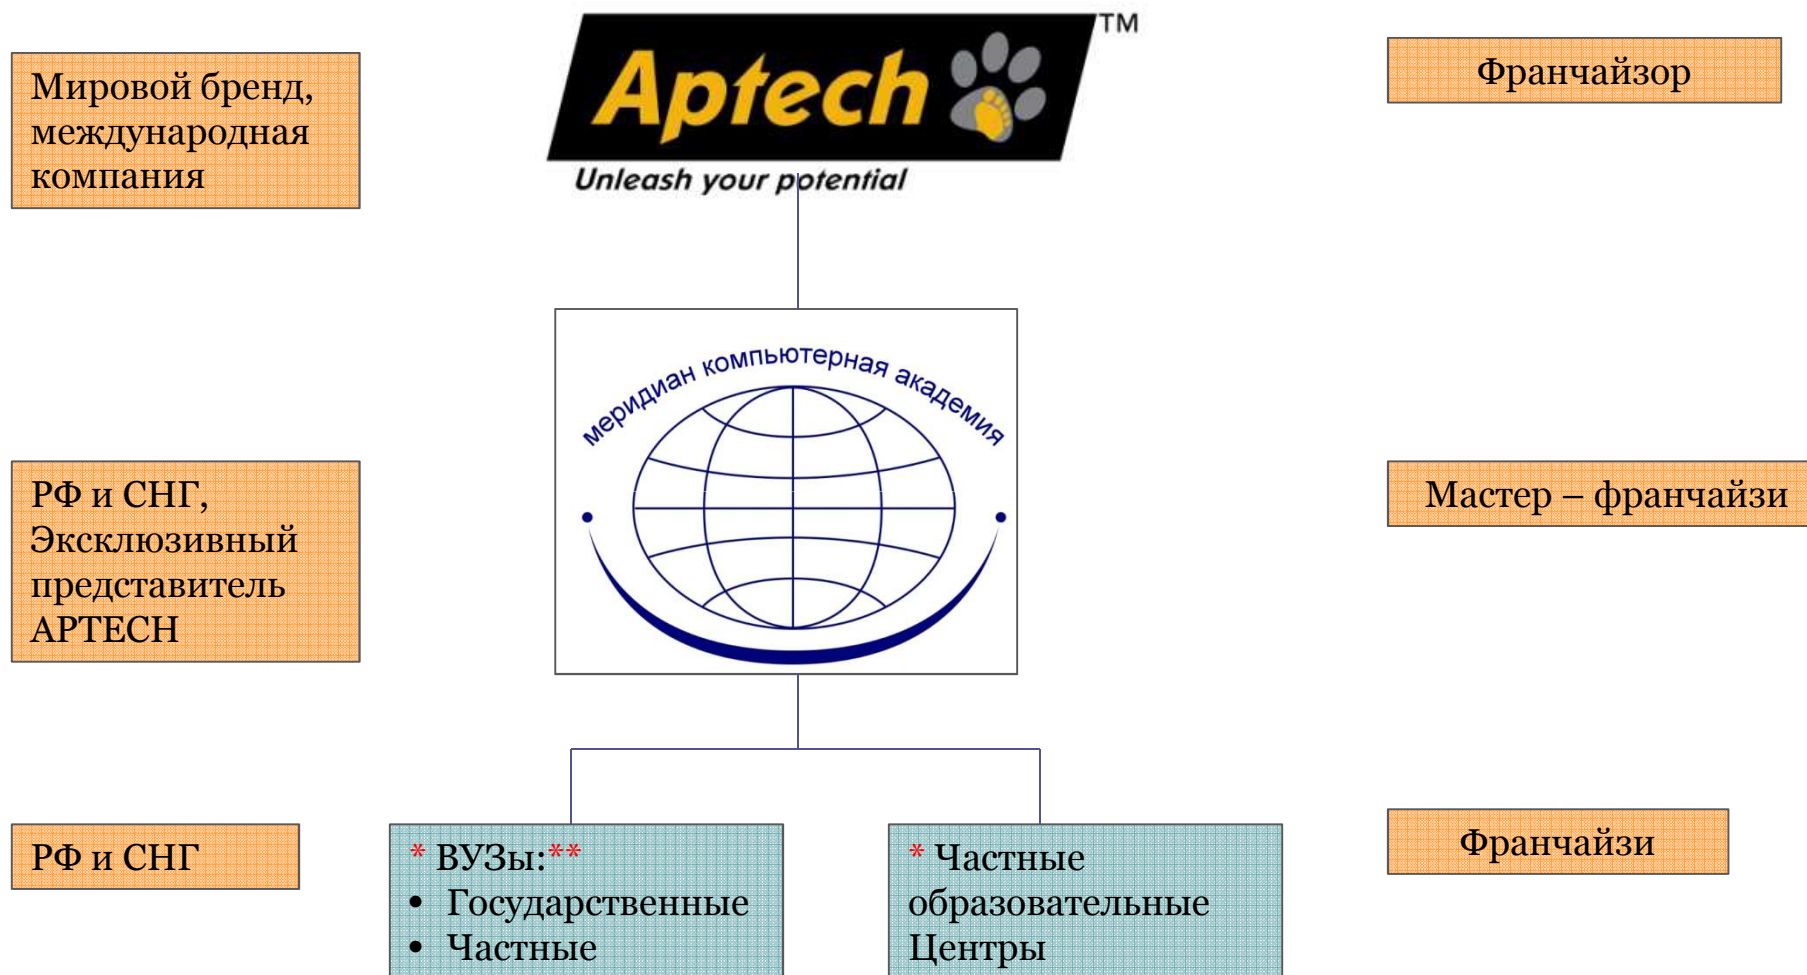 Мировой бренд,
международная
компания
Aptech
TM
Unleash your potential
Франчайзор
меридиан компьютерная академия
РФ и СНГ,
Эксклюзивный
представитель
APTECH
Мастер – франчайзи
РФ и СНГ
* ВУЗы:**
• Государственные
• Частные
* Частные
образовательные
Центры
Франчайзи